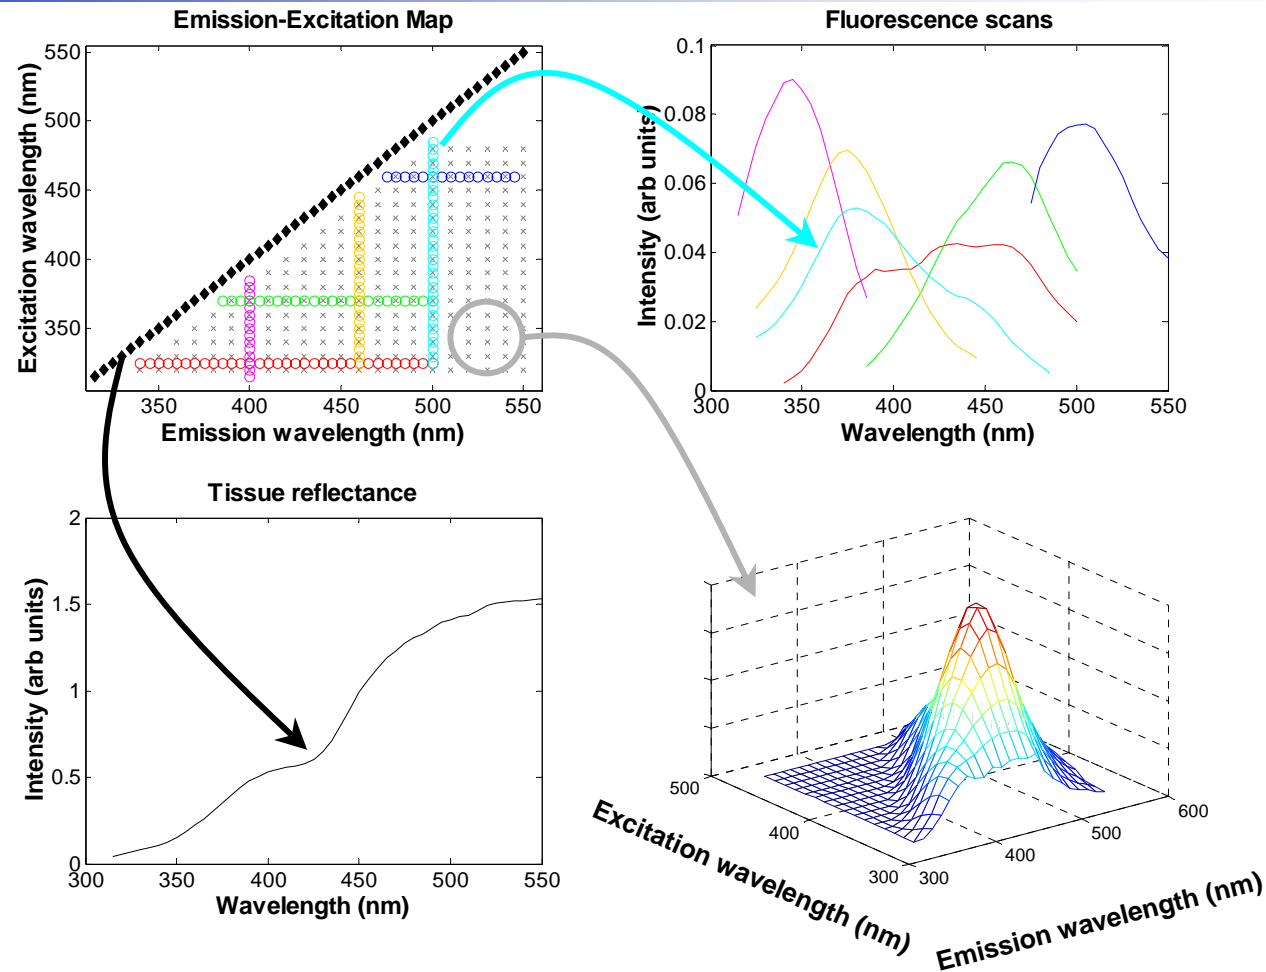 Emission-Excitation Map
Excitation wavelength (nm)
550
500
450
400
350
350 400 450 500 550
Emission wavelength (nm)
Fluorescence scans
Intensity (arb units)
0.1
0.08
0.06
0.04
0.02
0
300 350 400 450 500 550
Wavelength (nm)
Tissue reflectance
Intensity (arb units)
2
1.5
1
0.5
0
300 350 400 450 500 550
Wavelength (nm)
500
400
300
Excitation wavelength (nm)
300
400
500
600
Emission wavelength (nm)